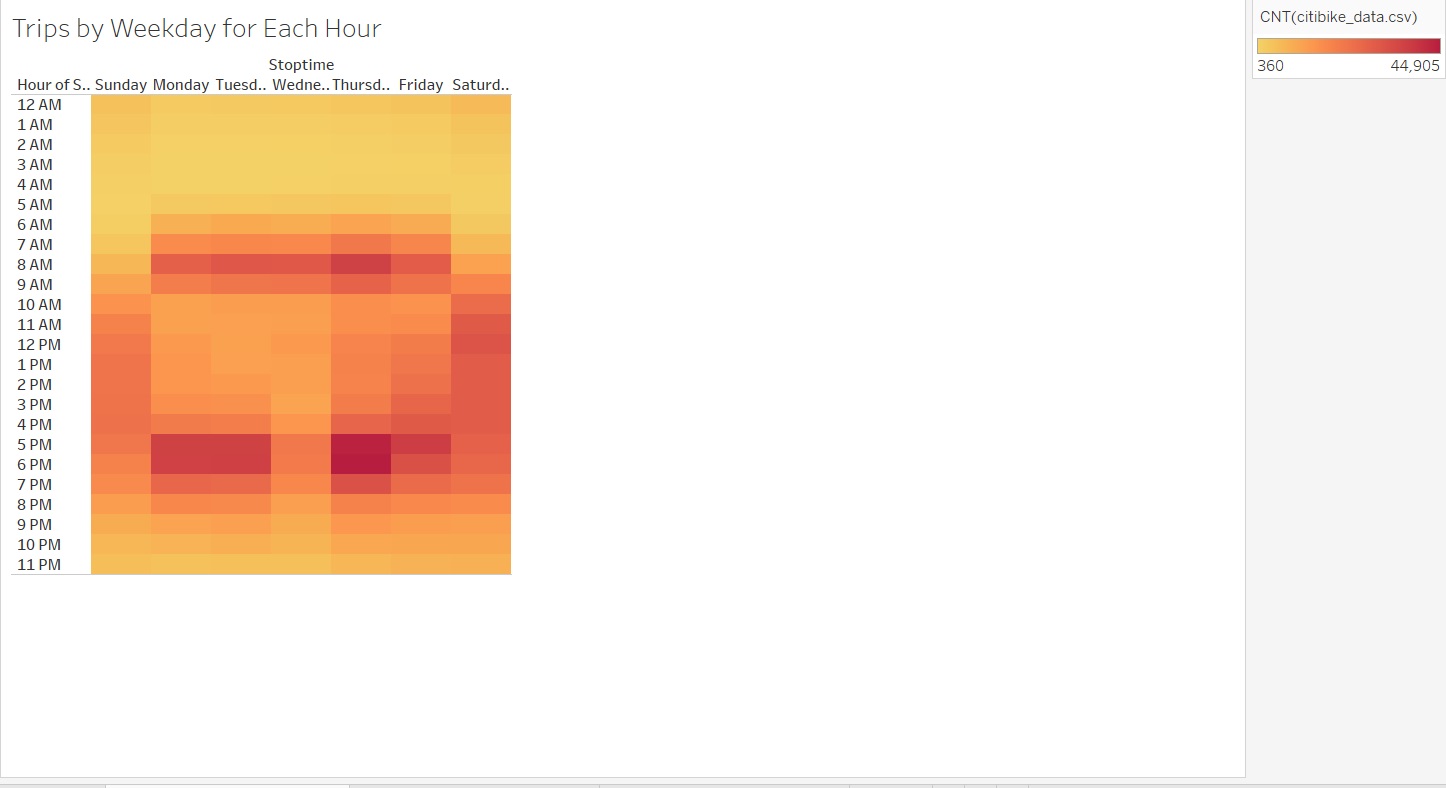 Trips by Weekday for Each Hour
Stoptime
Hour of S.. Sunday Monday Tuesd.. Wedne.. Thursd.. Friday Saturd..
12 AM
1 AM
2 AM
3 AM
4 AM
5 AM
6 AM
7 AM
8 AM
9 AM
10 AM
11 AM
12 PM
1 PM
2 PM
3 PM
4 PM
5 PM
6 PM
7 PM
8 PM
9 PM
10 PM
11 PM
CNT(citibike_data.csv)
360 44,905